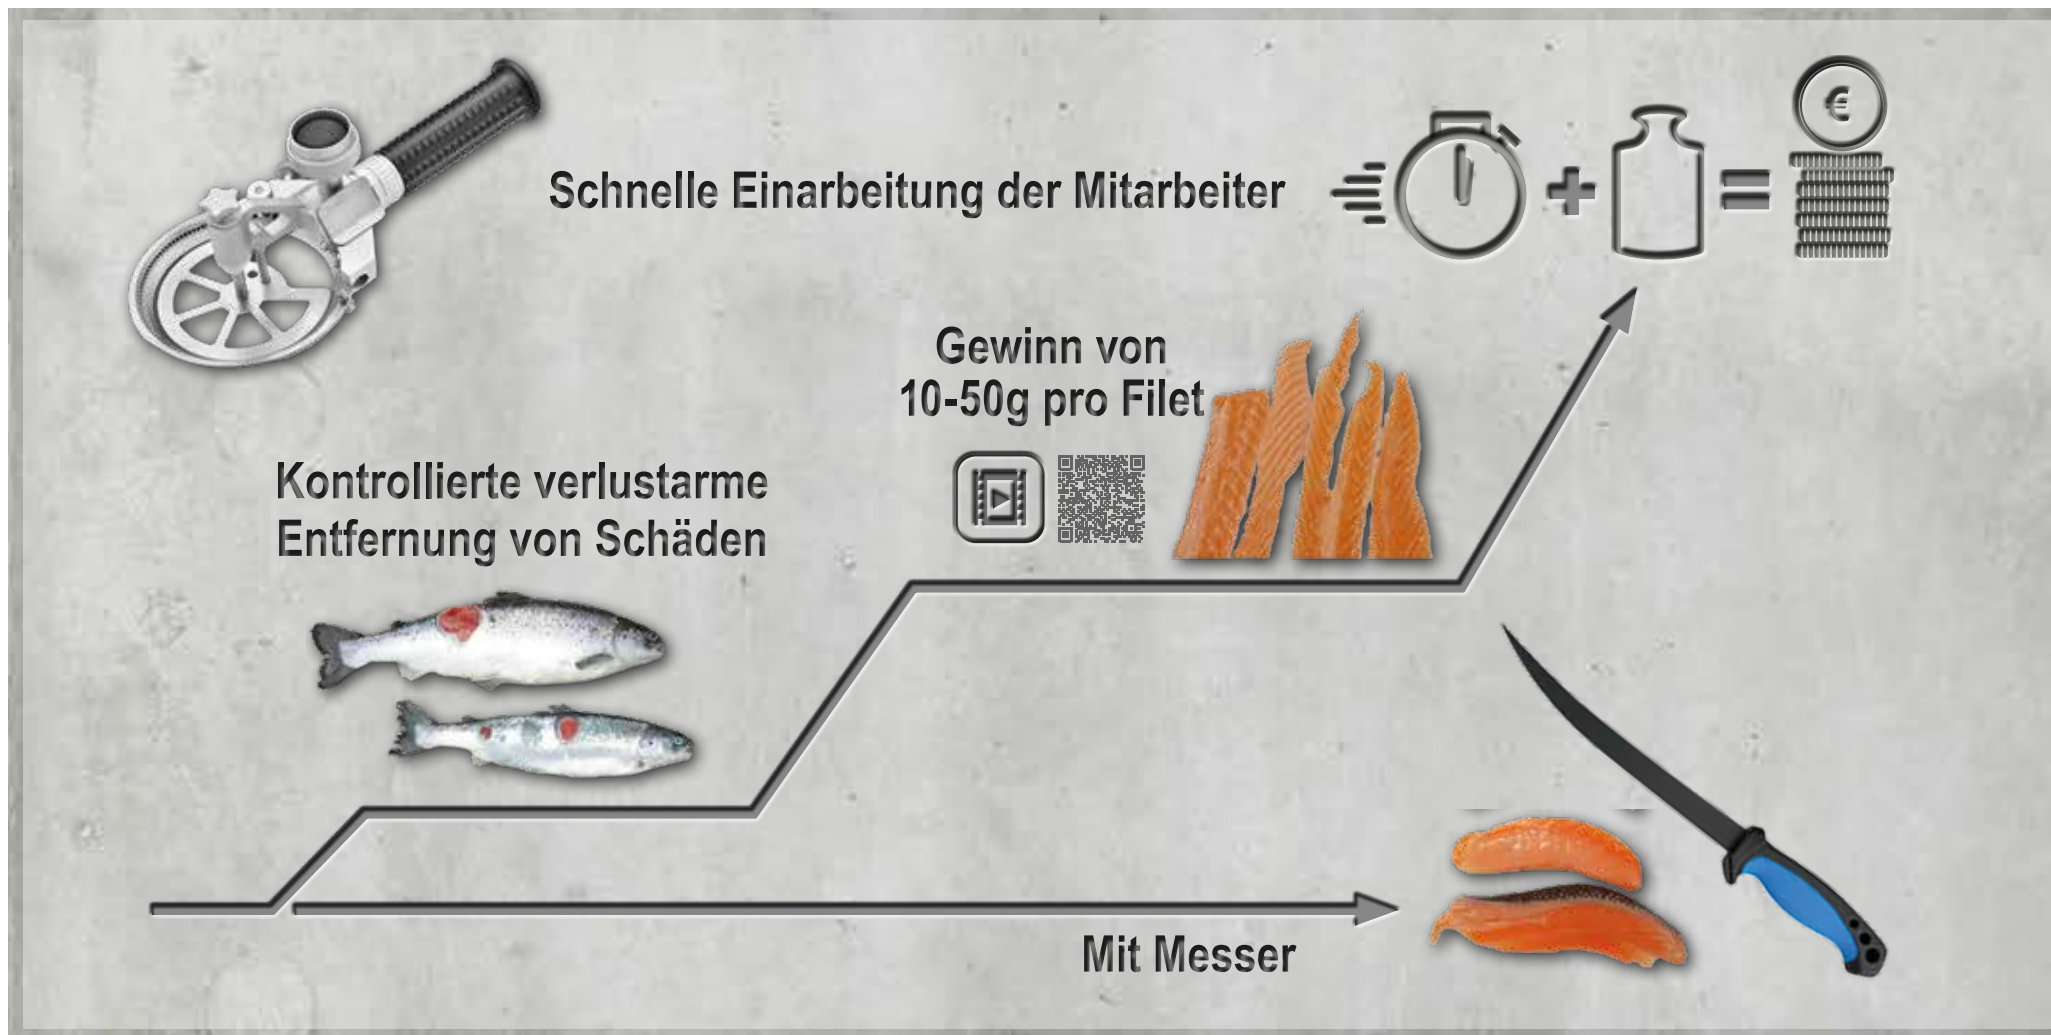 Schnelle Einarbeitung der Mitarbeiter
€
Gewinn von
10-50g pro Filet
Kontrollierte verlustarme
Entfernung von Schäden
Mit Messer